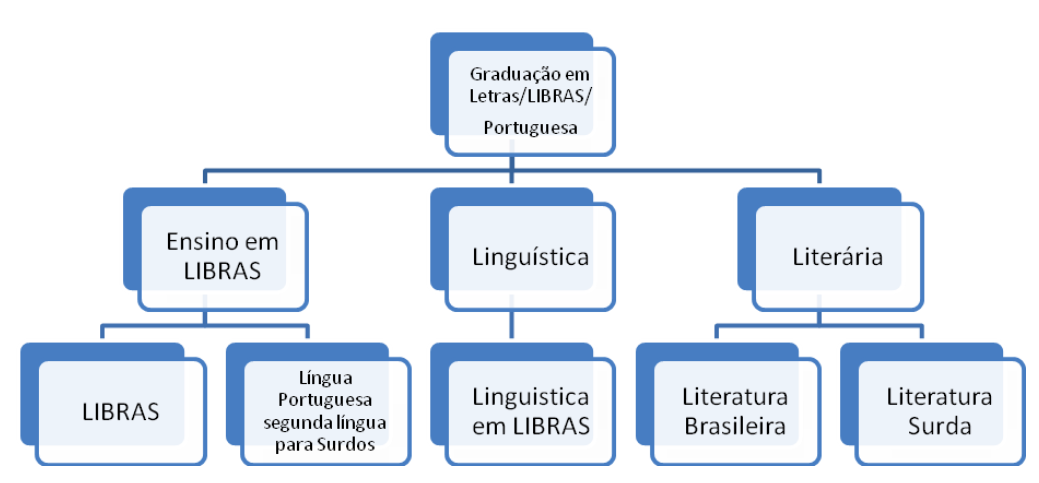 Graduação em
Letras/LIBRAS/
Portuguesa
Ensino em
LIBRAS
Linguística
Literária
LIBRAS
Língua
Portuguesa
segunda língua
para Surdos
Linguistica
em LIBRAS
Literatura
Brasileira
Literatura
Surda